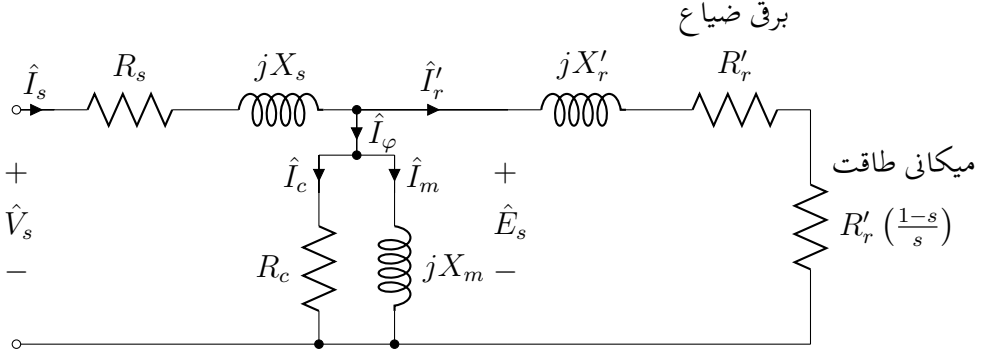 برقی ضیاع
R_s
jX_s
Î'_r
jX'_r
R'_r
Î_s
Î_φ
میکانی طاقت
+
V̂_s
−
Î_c
Î_m
+
Ê_s
−
R_c
jX_m
R'_r (1−s/s)